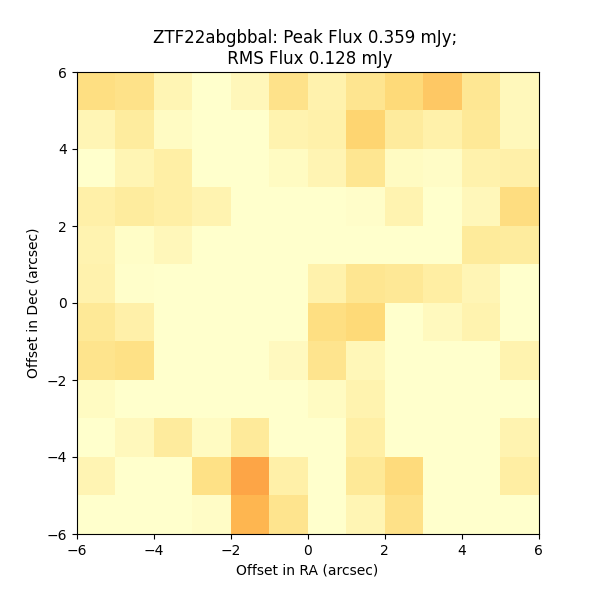 ZTF22abgbbal: Peak Flux 0.359 mJy;
RMS Flux 0.128 mJy
6
4
2
0
−2
−4
−6
Offset in Dec (arcsec)
−6 −4 −2 0 2 4 6
Offset in RA (arcsec)